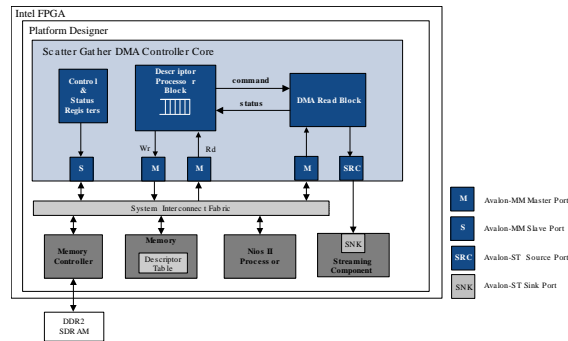 Intel FPGA
Platform Designer
Scatter Gather DMA Controller Core
Control
&
Status
Registers
Descriptor
Processo r
Block
command
status
DMA Read Block
Wr
Rd
S
M
M
M
SRC
System Interconnect Fabric
Memory
Controller
Memory
Descriptor
Table
Nios II
Processor
SNK
Streaming
Component
DDR2
SDRAM
M
Avalon-MM Master Port
S
Avalon-MM Slave Port
SRC
Avalon-ST Source Port
SNK
Avalon-ST Sink Port